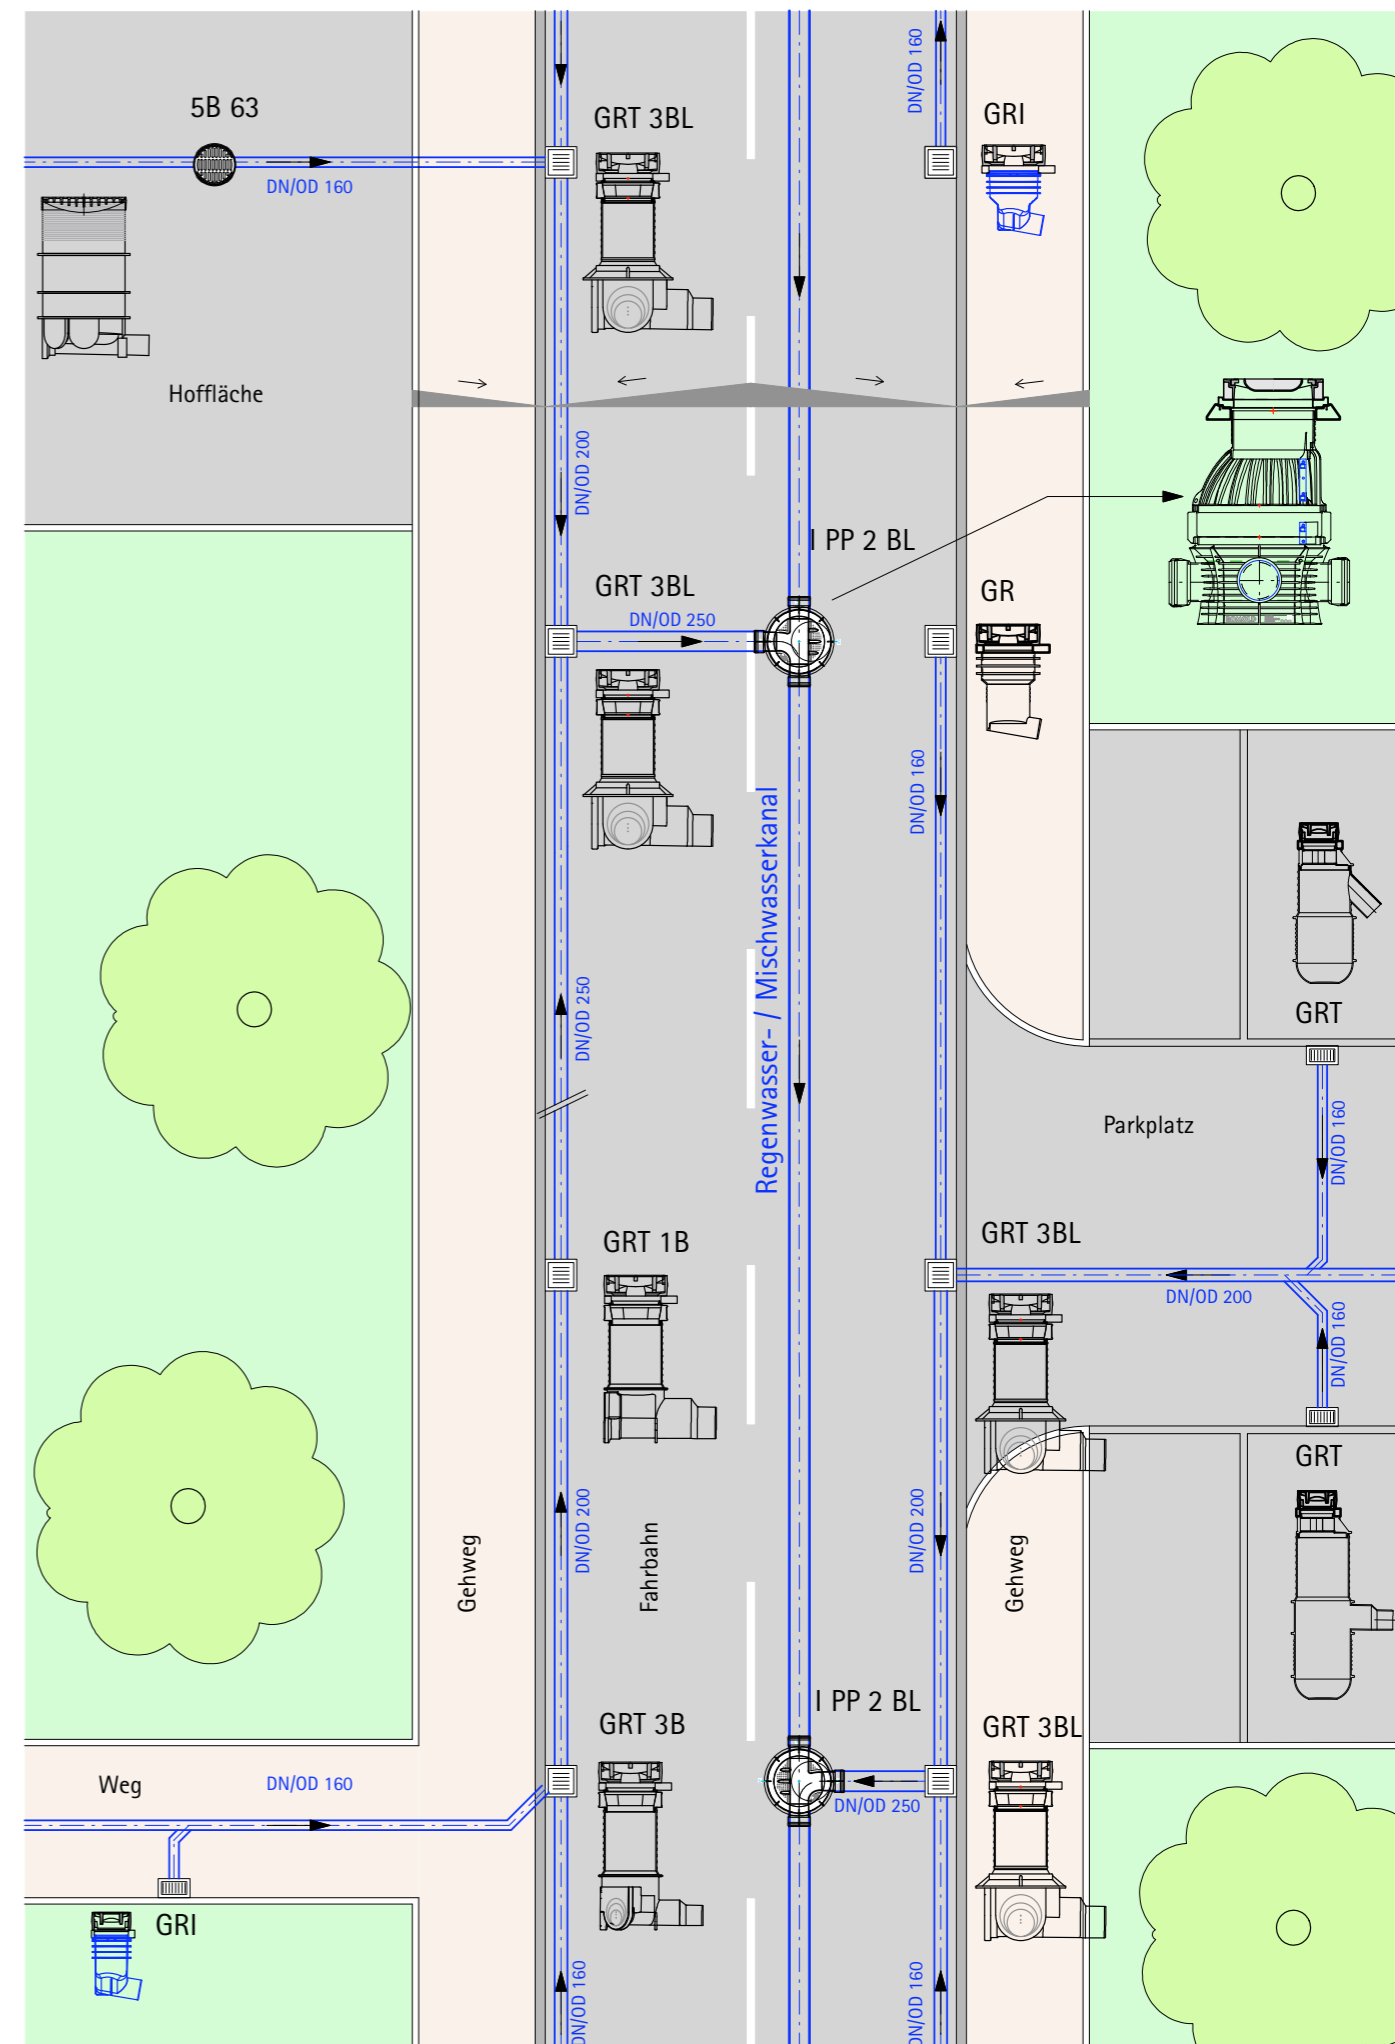 5B 63
DN/OD 160
Hoffläche
GRT 3BL
DN/OD 160
GRI
DN/OD 200
I PP 2 BL
GRT 3BL
DN/OD 250
GR
DN/OD 160
Regenwasser- / Mischwasserkanal
DN/OD 250
GRT
Parkplatz
DN/OD 160
GRT 1B
GRT 3BL
DN/OD 200
DN/OD 160
GRT
Gehweg
DN/OD 200
Fahrbahn
DN/OD 200
Gehweg
I PP 2 BL
GRT 3B
GRT 3BL
Weg
DN/OD 160
DN/OD 250
GRI
DN/OD 160
DN/OD 160